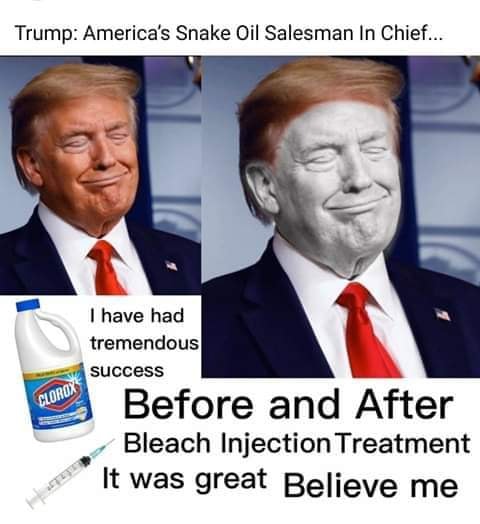 Trump: America's Snake Oil Salesman In Chief...
I have had
tremendous
success
CLOROX
Before and After
Bleach Injection Treatment
It was great Believe me